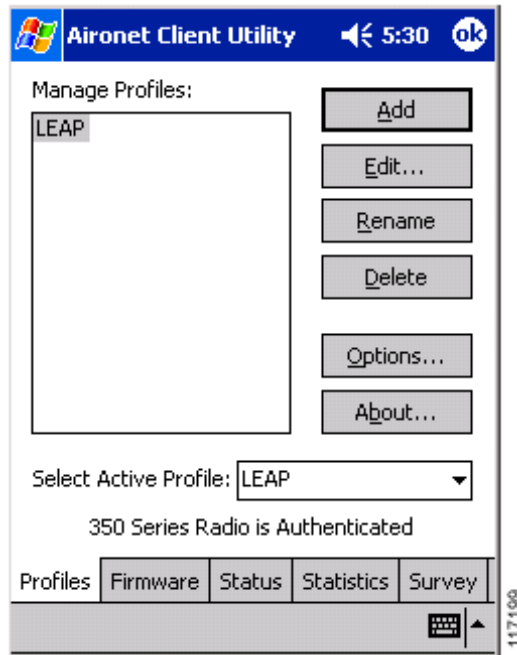 Aironet Client Utility 5:30 ok
Manage Profiles:
LEAP
Add
Edit...
Rename
Delete
Options...
About...
Select Active Profile: LEAP
350 Series Radio is Authenticated
Profiles Firmware Status Statistics Survey
117199